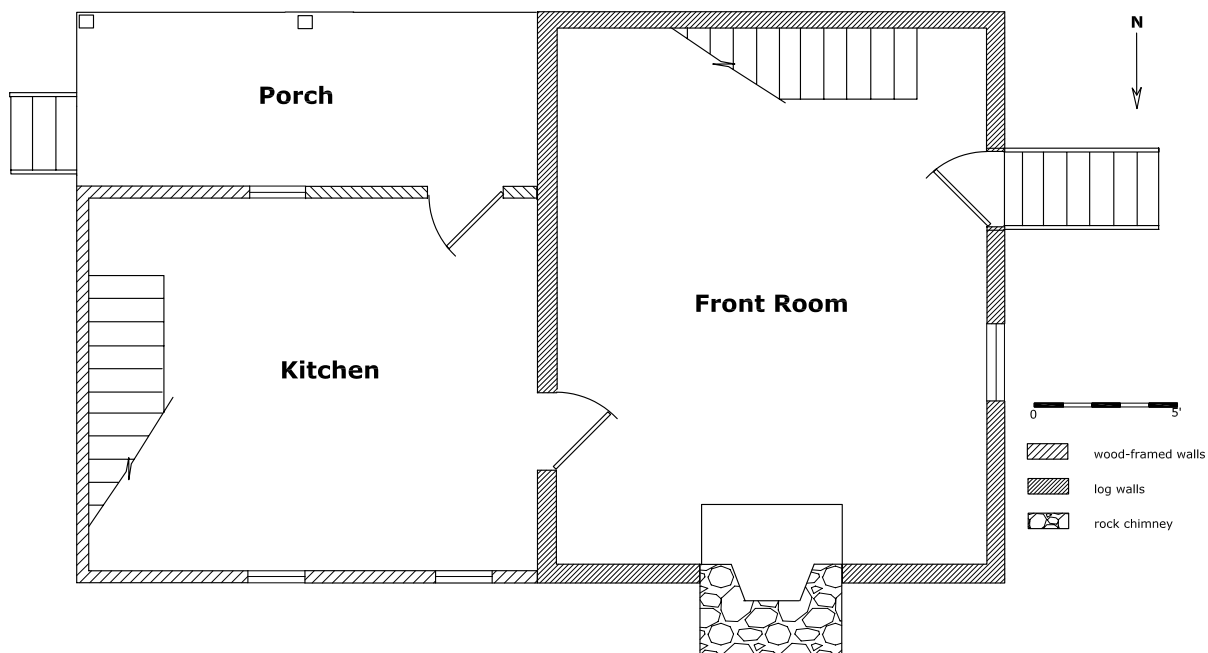 N
Porch
Front Room
Kitchen
0 5'
wood-framed walls
log walls
rock chimney